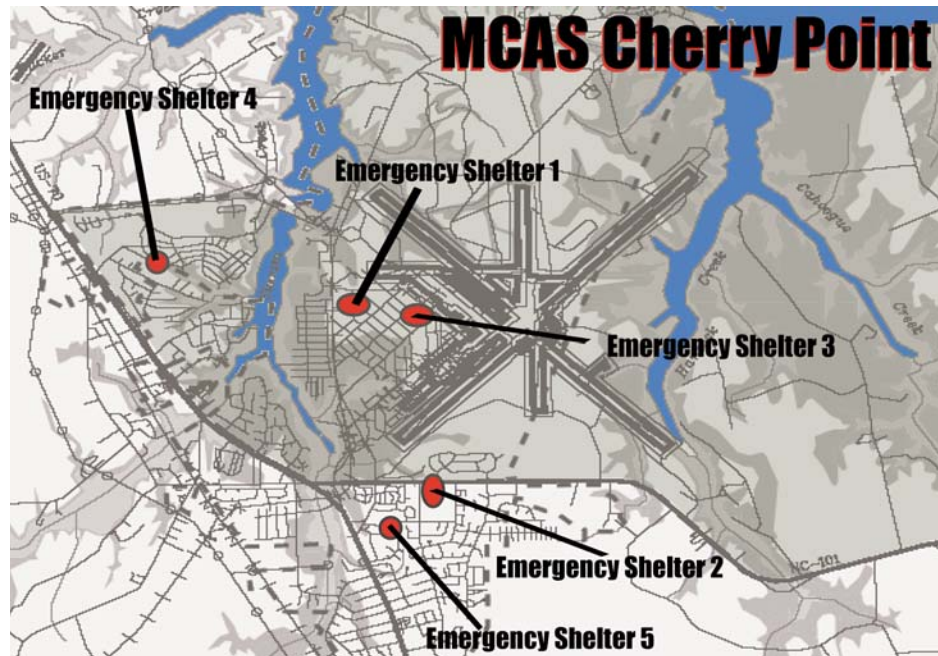 MCAS Cherry Point
Emergency Shelter 4
Creek
Emergency Shelter 1
US-70
Cahoogue
Creek
Creek
Emergency Shelter 3
NC-101
Emergency Shelter 2
Emergency Shelter 5